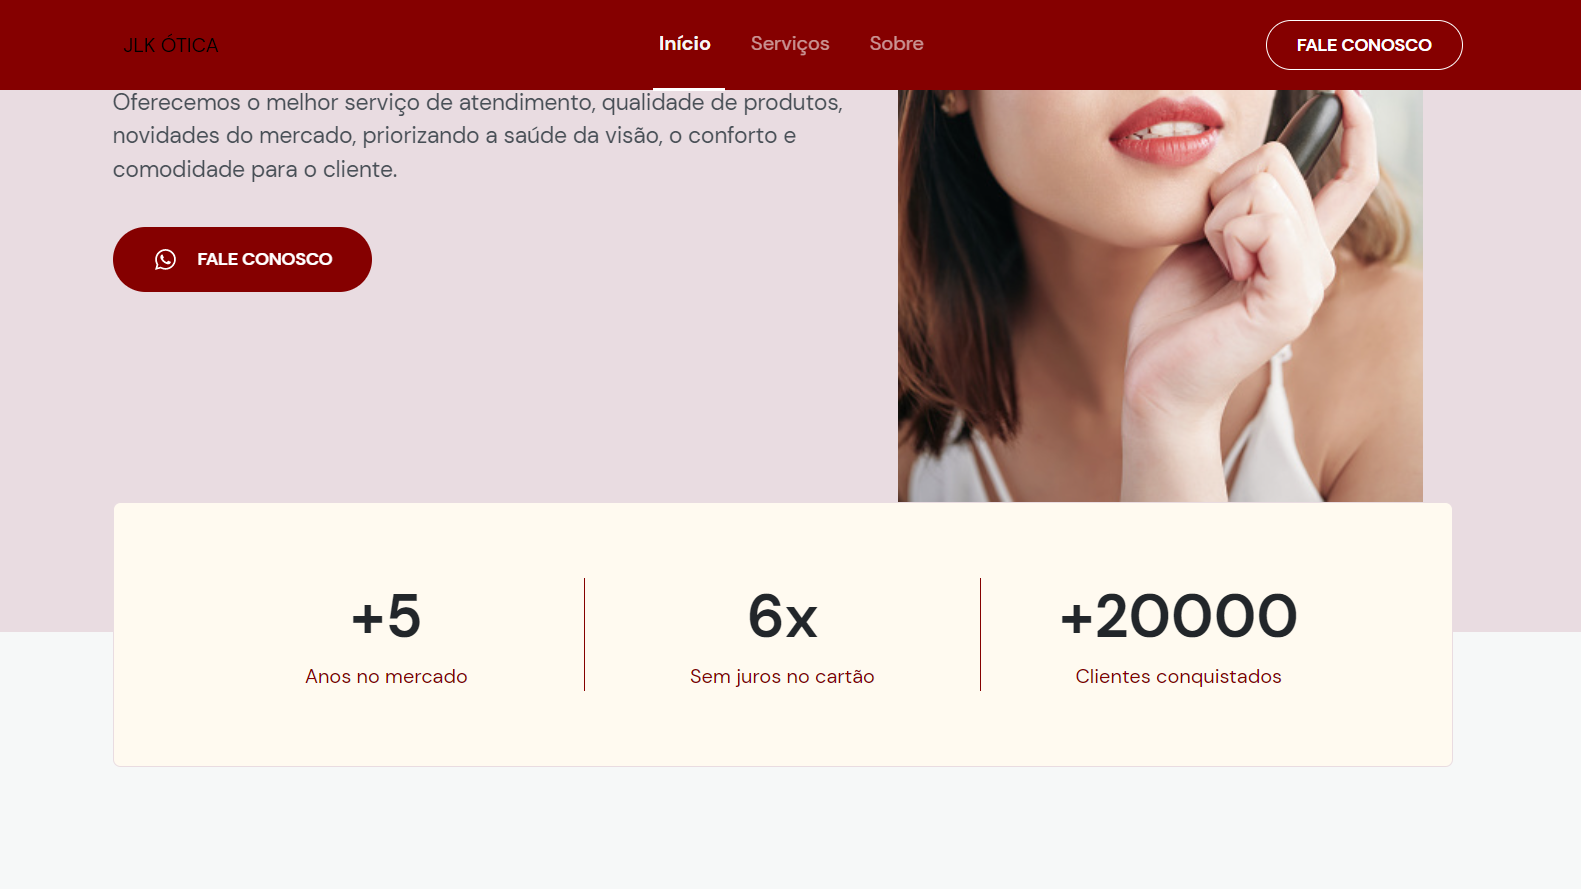 JLK ÓTICA
Início
Serviços
Sobre
FALE CONOSCO
Oferecemos o melhor serviço de atendimento, qualidade de produtos,
novidades do mercado, priorizando a saúde da visão, o conforto e
comodidade para o cliente.
FALE CONOSCO
+5
Anos no mercado
6x
Sem juros no cartão
+20000
Clientes conquistados